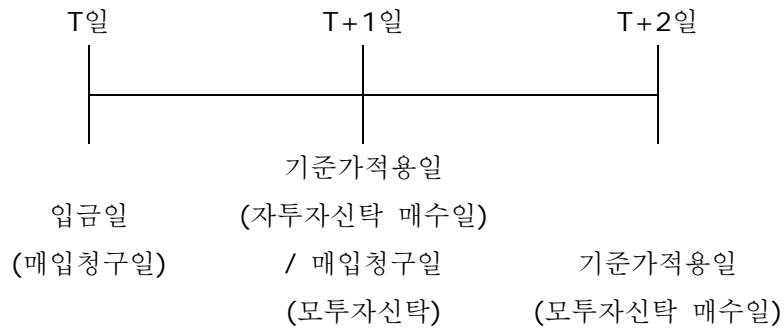 T일 T+1일 T+2일
기준가적용일
입금일 (자투자신탁 매수일)
(매입청구일) / 매입청구일 기준가적용일
(모투자신탁) (모투자신탁 매수일)